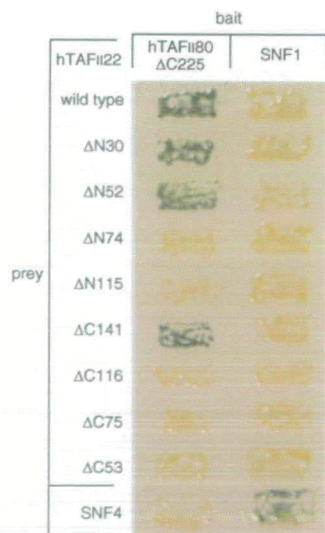 bait
hTAFII22 hTAFII80 ΔC225 SNF1
wild type
ΔN30
ΔN52
ΔN74
prey
ΔN115
ΔC141
ΔC116
ΔC75
ΔC53
SNF4